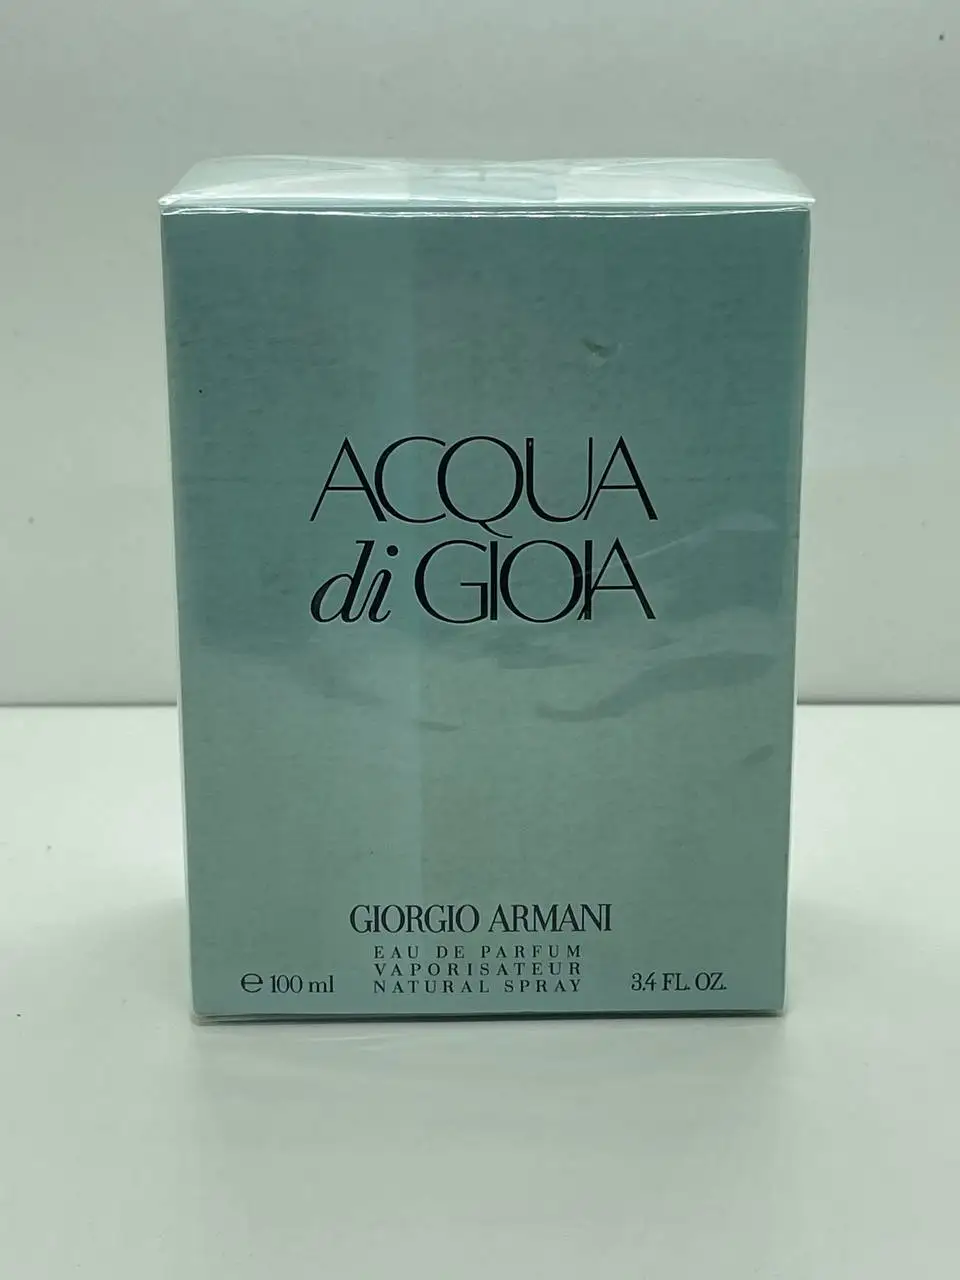 ACQUA
di GIOIA
GIORGIO ARMANI
EAU DE PARFUM
VAPORISATEUR
℮ 100 ml NATURAL SPRAY 3.4 FL. OZ.